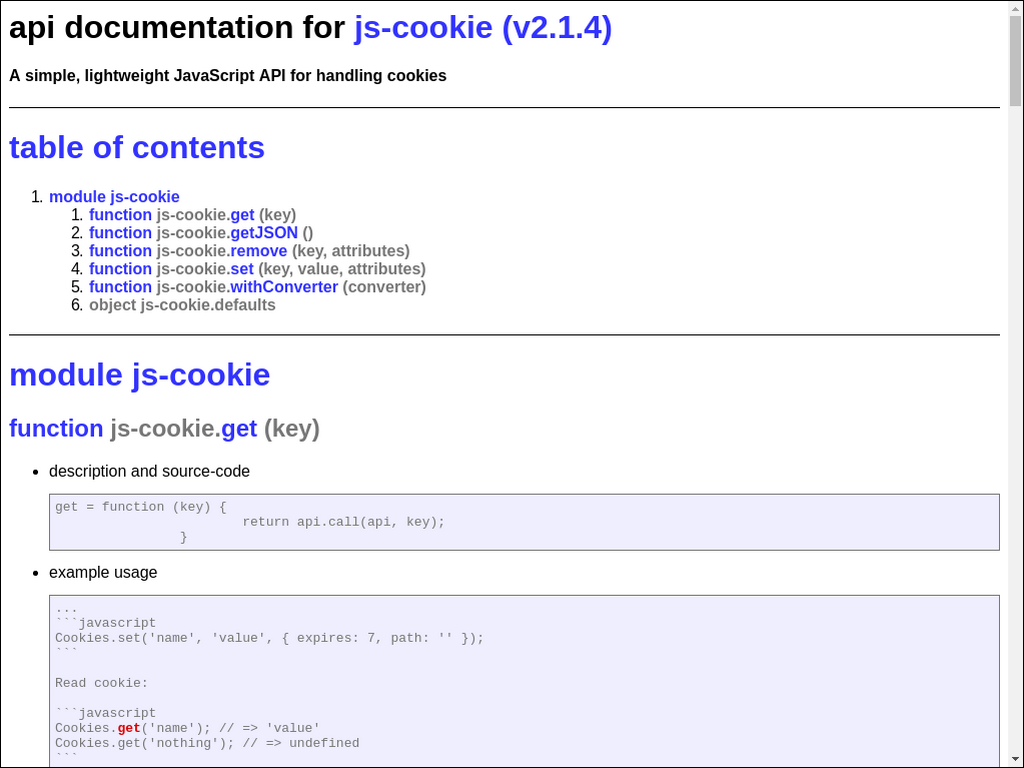 api documentation for js-cookie (v2.1.4)
A simple, lightweight JavaScript API for handling cookies
table of contents
1. module js-cookie
1. function js-cookie.get (key)
2. function js-cookie.getJSON ()
3. function js-cookie.remove (key, attributes)
4. function js-cookie.set (key, value, attributes)
5. function js-cookie.withConverter (converter)
6. object js-cookie.defaults
module js-cookie
function js-cookie.get (key)
• description and source-code
get = function (key) {
return api.call(api, key);
}
• example usage
...
```javascript
Cookies.set('name', 'value', { expires: 7, path: '' });
```
Read cookie:
```javascript
Cookies.get('name'); // => 'value'
Cookies.get('nothing'); // => undefined
```